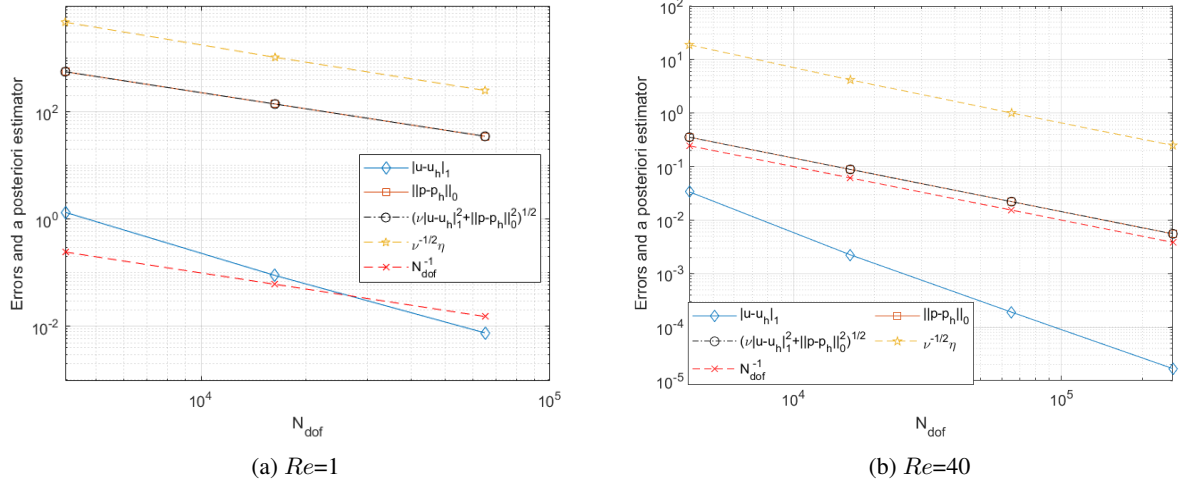 10^2
10^0
10^-2
10^4
10^5
Errors and a posteriori estimator
N_dof
|u-u_h|_1
||p-p_h||_0
(ν|u-u_h|_1^2+||p-p_h||_0^2)^1/2
ν^-1/2η
N_dof^-1
(a) Re=1
10^2
10^1
10^0
10^-1
10^-2
10^-3
10^-4
10^-5
10^4
10^5
Errors and a posteriori estimator
N_dof
|u-u_h|_1 ||p-p_h||_0
(ν|u-u_h|_1^2+||p-p_h||_0^2)^1/2 ν^-1/2η
N_dof^-1
(b) Re=40